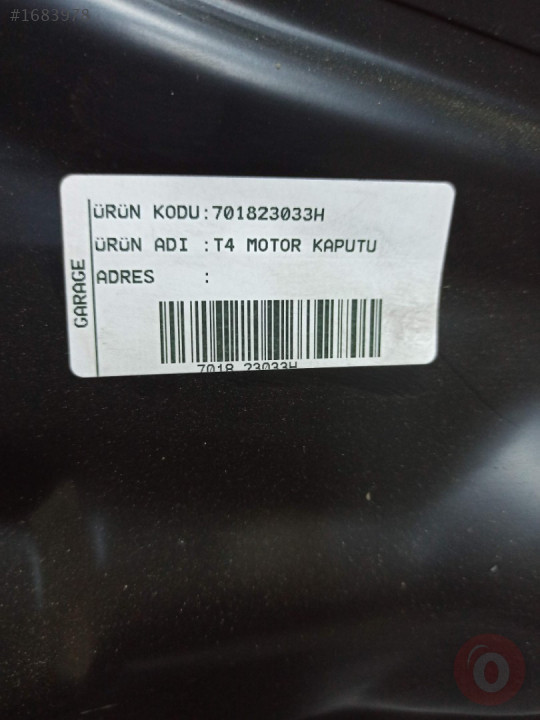 #168397
GARAGE
ÜRÜN KODU:701823033H
ÜRÜN ADI :T4 MOTOR KAPUTU
ADRES :
7018 23033H